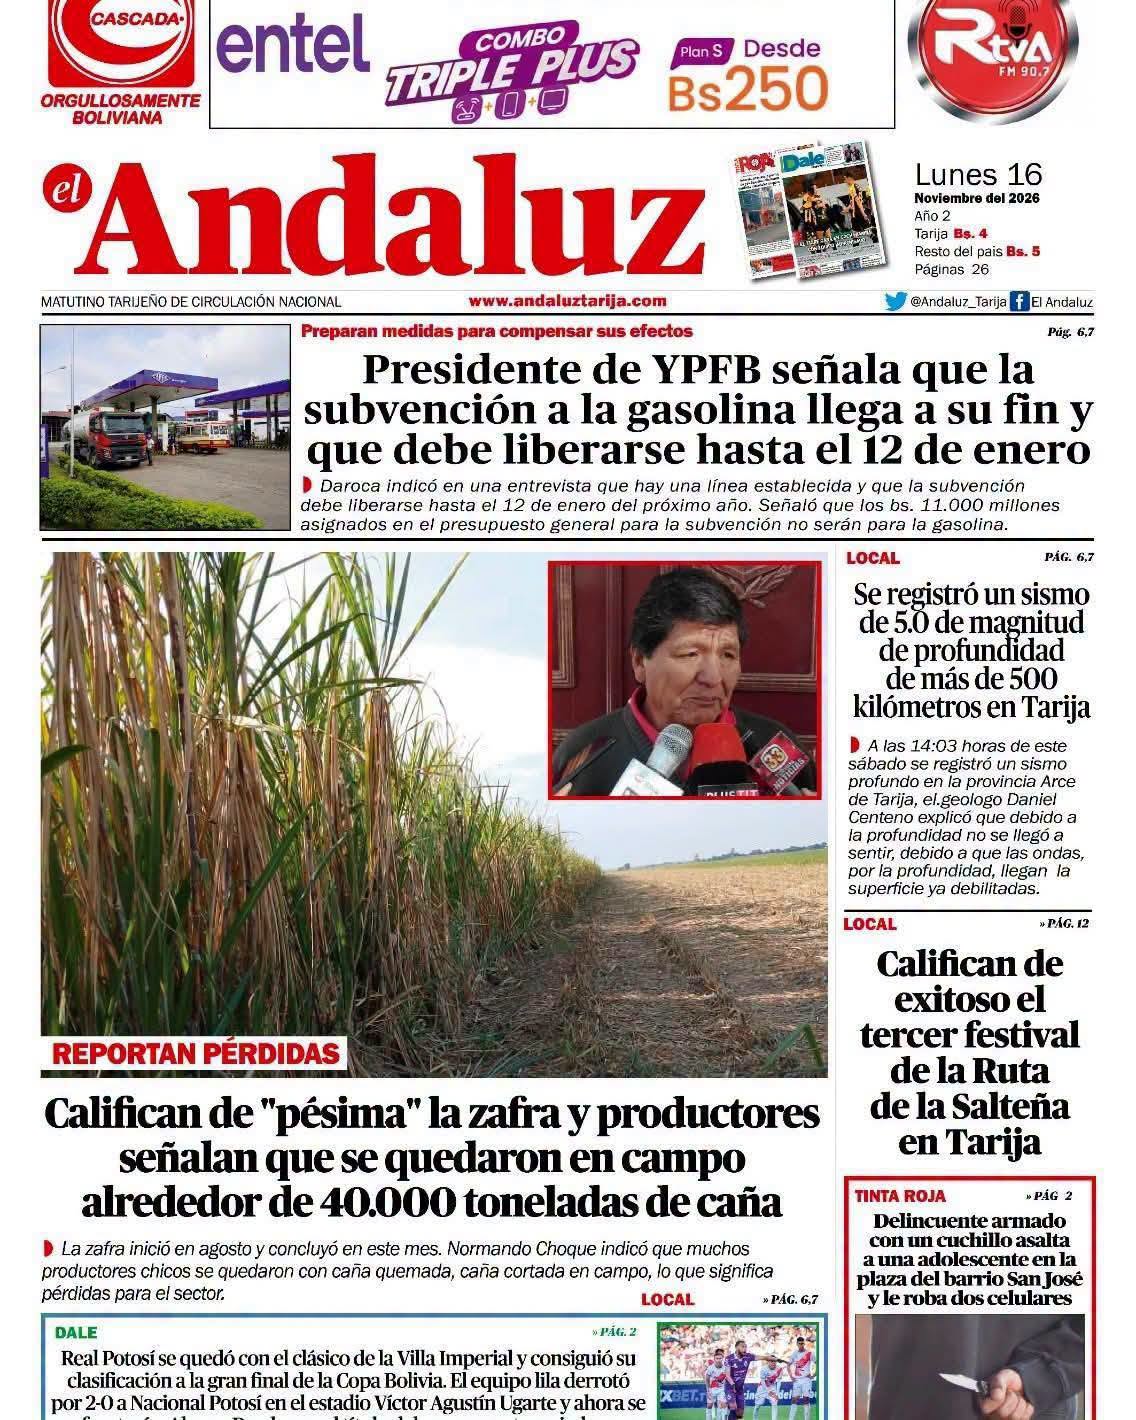 CASCADA
ORGULLOSAMENTE
BOLIVIANA
entel
COMBO
TRIPLE PLUS
Plan S Desde
Bs250
RtvA
FM 90.7
el Andaluz
Lunes 16
Noviembre del 2026
Año 2
Tarija Bs. 4
Resto del pais Bs. 5
Páginas 26
MATUTINO TARIJEÑO DE CIRCULACIÓN NACIONAL
www.andaluztarija.com
@Andaluz_Tarija El Andaluz
Preparan medidas para compensar sus efectos
Pág. 6,7
Presidente de YPFB señala que la
subvención a la gasolina llega a su fin y
que debe liberarse hasta el 12 de enero
Daroca indicó en una entrevista que hay una línea establecida y que la subvención
debe liberarse hasta el 12 de enero del próximo año. Señaló que los bs. 11.000 millones
asignados en el presupuesto general para la subvención no serán para la gasolina.
33
NOTICIAS
PLUSTIT
REPORTAN PÉRDIDAS
Califican de "pésima" la zafra y productores
señalan que se quedaron en campo
alrededor de 40.000 toneladas de caña
La zafra inició en agosto y concluyó en este mes. Normando Choque indicó que muchos
productores chicos se quedaron con caña quemada, caña cortada en campo, lo que significa
pérdidas para el sector.
LOCAL
» PÁG. 6,7
LOCAL
PÁG. 6,7
Se registró un sismo
de 5.0 de magnitud
de profundidad
de más de 500
kilómetros en Tarija
A las 14:03 horas de este
sábado se registró un sismo
profundo en la provincia Arce
de Tarija, el.geologo Daniel
Centeno explicó que debido a
la profundidad no se llegó a
sentir, debido a que las ondas,
por la profundidad, llegan la
superficie ya debilitadas.
LOCAL
» PÁG. 12
Califican de
exitoso el
tercer festival
de la Ruta
de la Salteña
en Tarija
TINTA ROJA
» PÁG 2
Delincuente armado
con un cuchillo asalta
a una adolescente en la
plaza del barrio San José
y le roba dos celulares
DALE
» PÁG. 2
Real Potosí se quedó con el clásico de la Villa Imperial y consiguió su
clasificación a la gran final de la Copa Bolivia. El equipo lila derrotó
por 2-0 a Nacional Potosí en el estadio Víctor Agustín Ugarte y ahora se